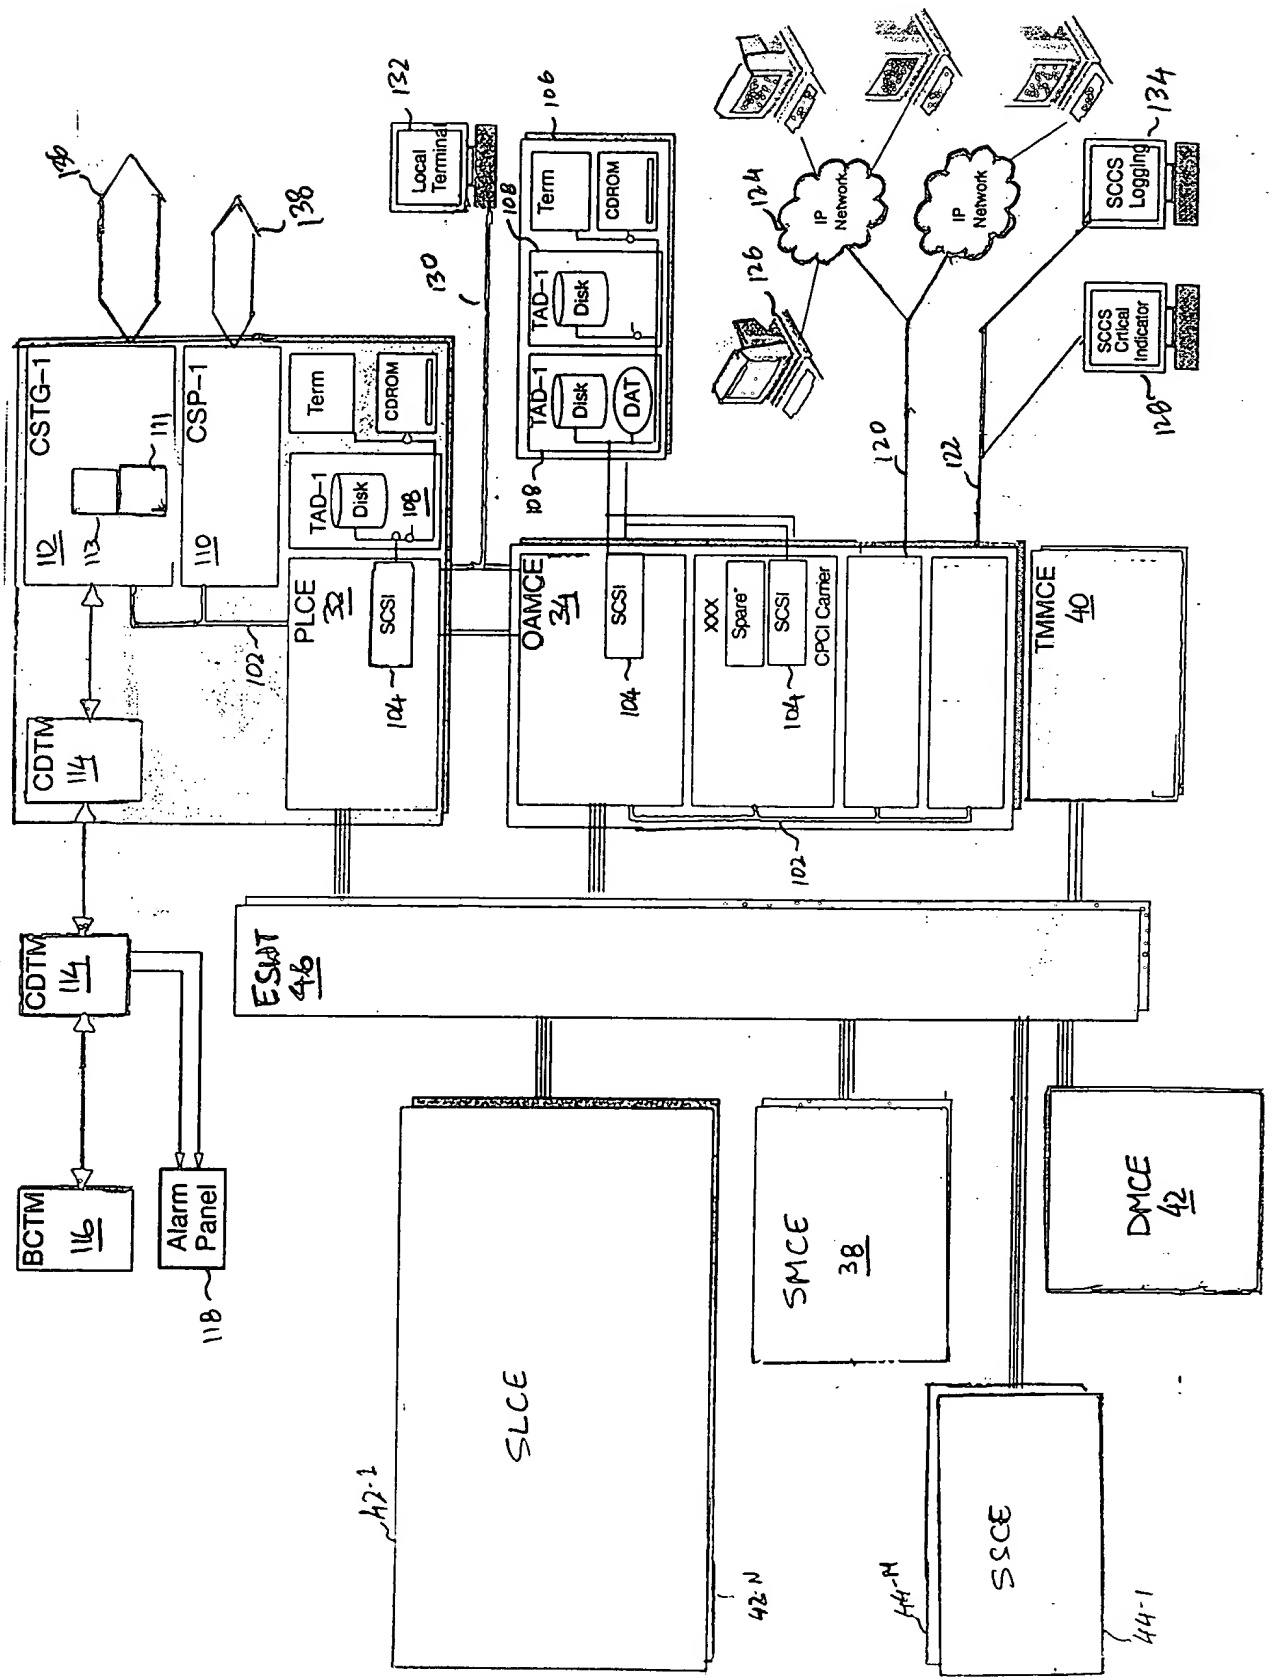 BCTM
116
CDTM
114
CDTM
114
CSTG-1
112
113
111
136
CSP-1
110
138
Alarm
Panel
118
102
PLCE
32
SCSI
104
TAD-1
Disk
108
Term
CDROM
Local
Terminal
132
130
ESWT
46
OAMCE
34
SCSI
104
XXX
Spare"
SCSI
104
CPCI Carrier
102
108
TAD-1
Disk
DAT
TAD-1
Disk
108
Term
CDROM
106
126
124
IP
Network
IP
Network
120
122
SCCS
Critical
Indicator
128
SCCS
Logging
134
TMMCE
40
42-1
SLCE
42-N
SMCE
38
44-M
SSCE
44-1
DMCE
42